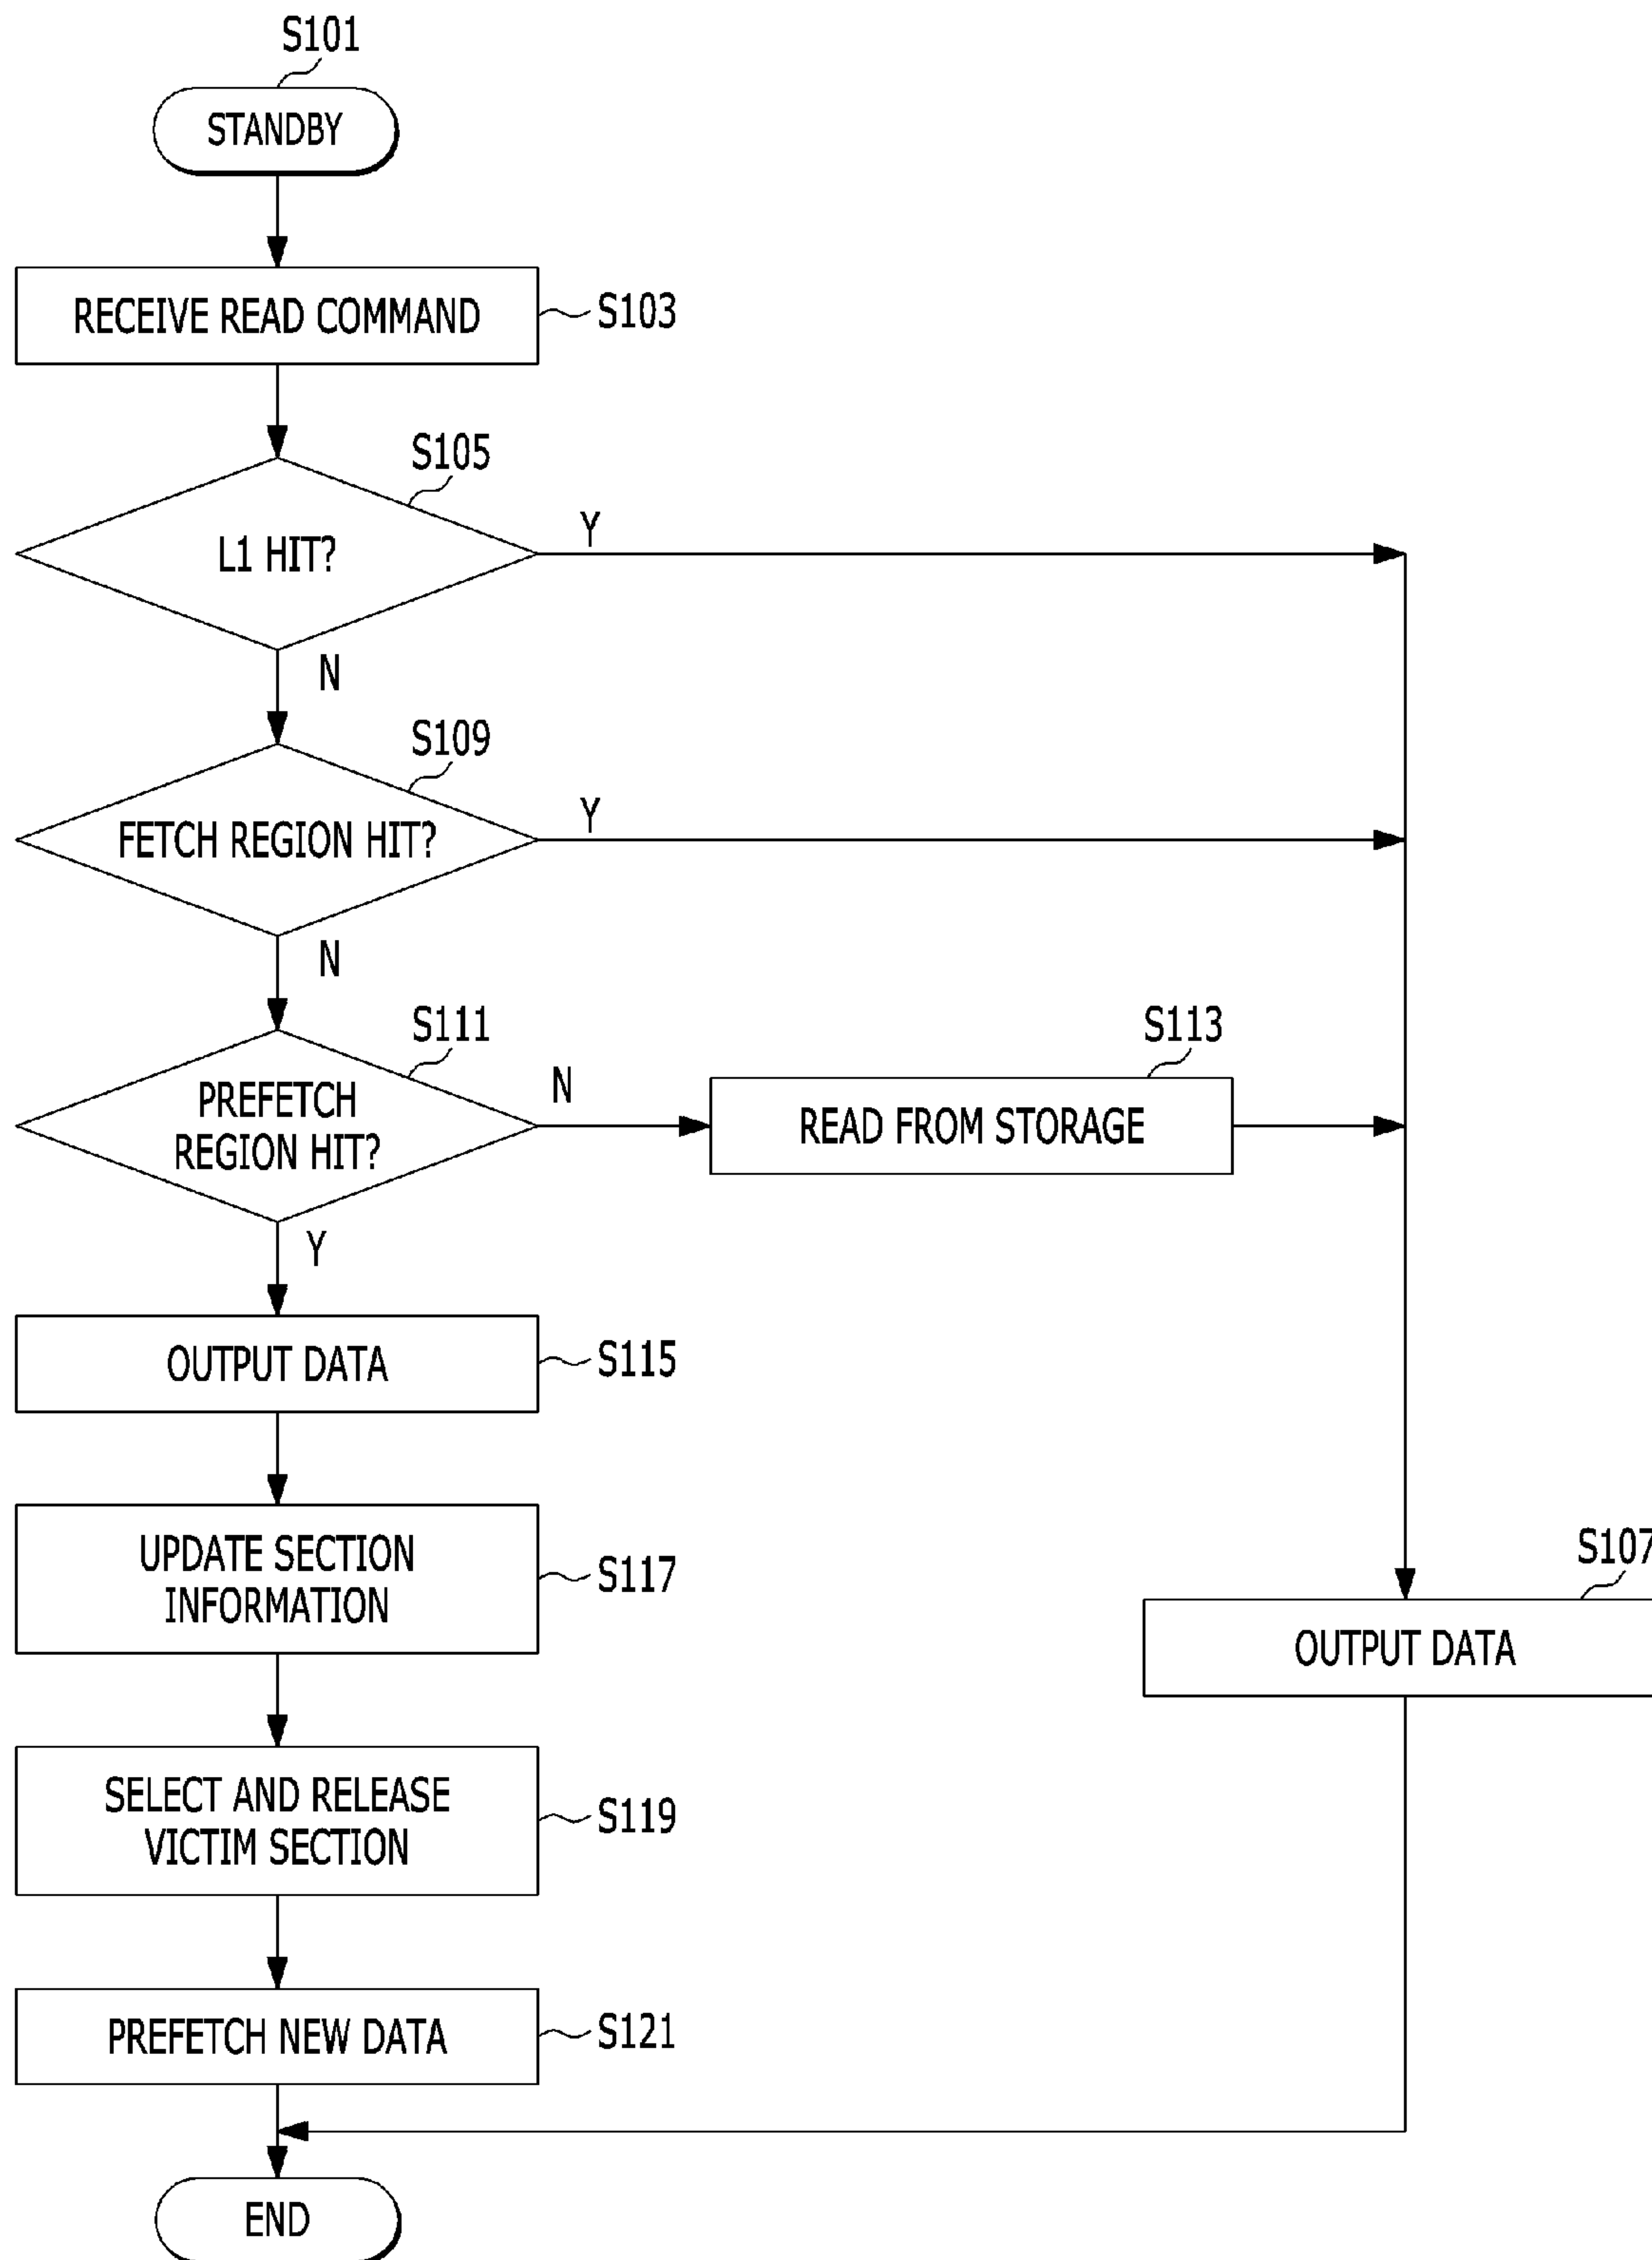 S101
STANDBY
RECEIVE READ COMMAND
S103
S105
L1 HIT?
Y
N
S109
FETCH REGION HIT?
Y
N
S111
PREFETCH
REGION HIT?
N
S113
READ FROM STORAGE
Y
OUTPUT DATA
S115
UPDATE SECTION
INFORMATION
S117
S107
OUTPUT DATA
SELECT AND RELEASE
VICTIM SECTION
S119
PREFETCH NEW DATA
S121
END